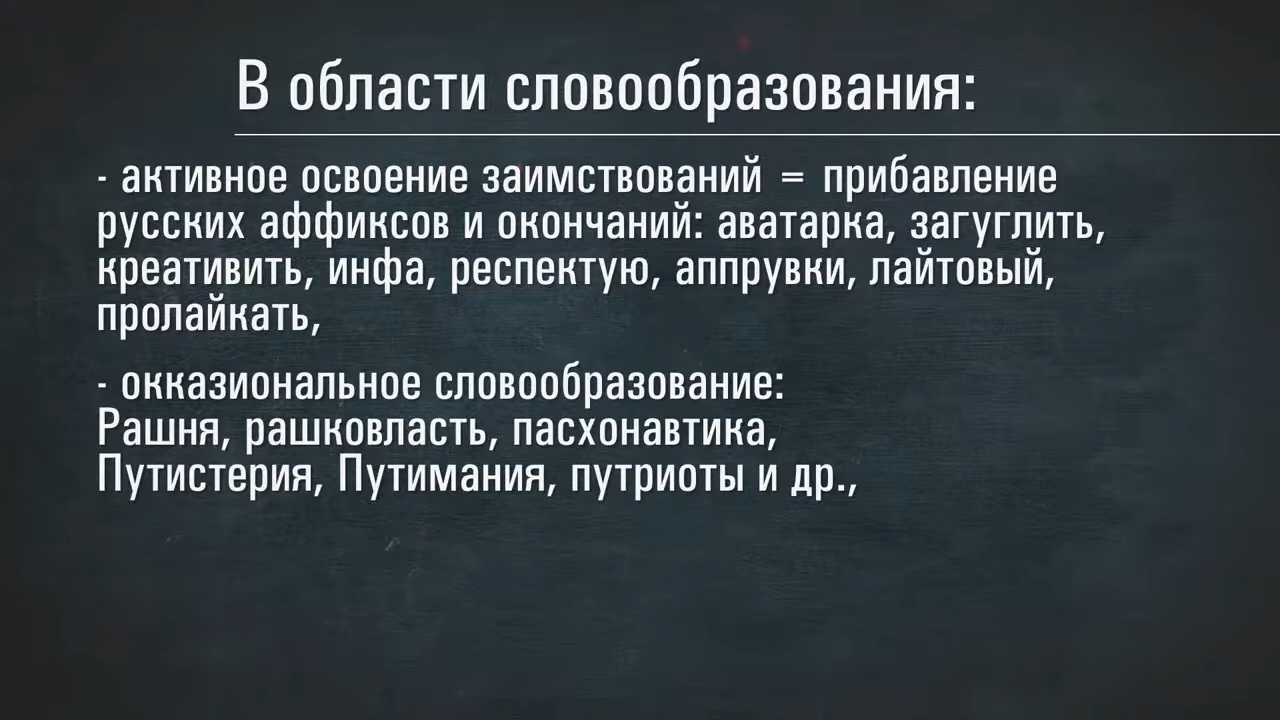 В области словообразования:
- активное освоение заимствований = прибавление
русских аффиксов и окончаний: аватарка, загуглить,
креативить, инфа, респектую, аппрувки, лайтовый,
пролайкать,
- окказиональное словообразование:
Рашня, рашковласть, пасхонавтика,
Путистерия, Путимания, путриоты и др.,